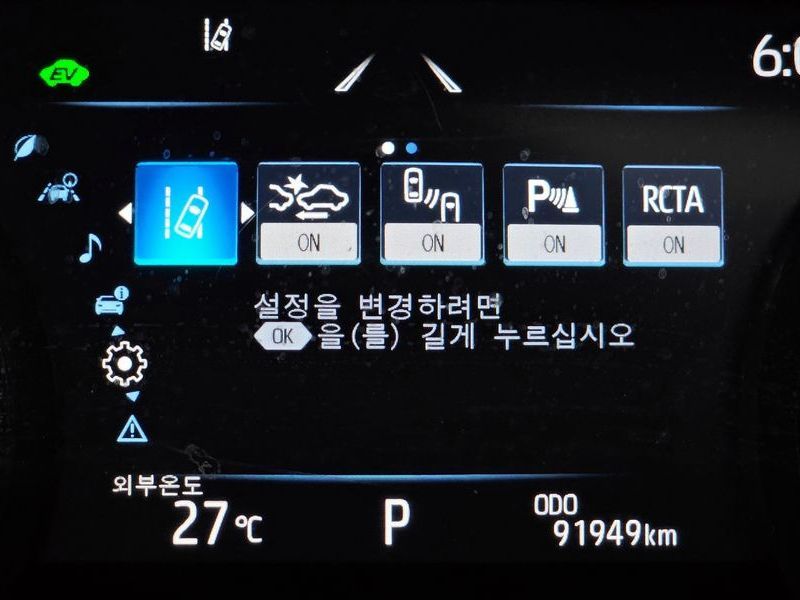 EV
6:0
P
RCTA
ON
ON
ON
ON
설정을 변경하려면
OK 을(를) 길게 누르십시오
외부온도
27℃
P
ODO
91949km